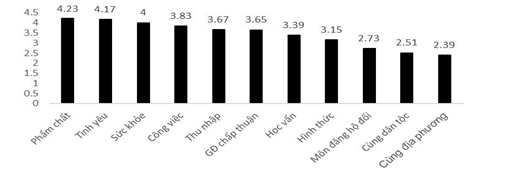 4.5
4
3.5
3
2.5
2
1.5
1
0.5
0
4.23
4.17
4
3.83
3.67
3.65
3.39
3.15
2.73
2.51
2.39
Phẩm chất
Tình yêu
Sức khỏe
Công việc
Thu nhập
GĐ chấp thuận
Học vấn
Hình thức
Môn đăng hộ đối
Cùng dân tộc
Cùng địa phương